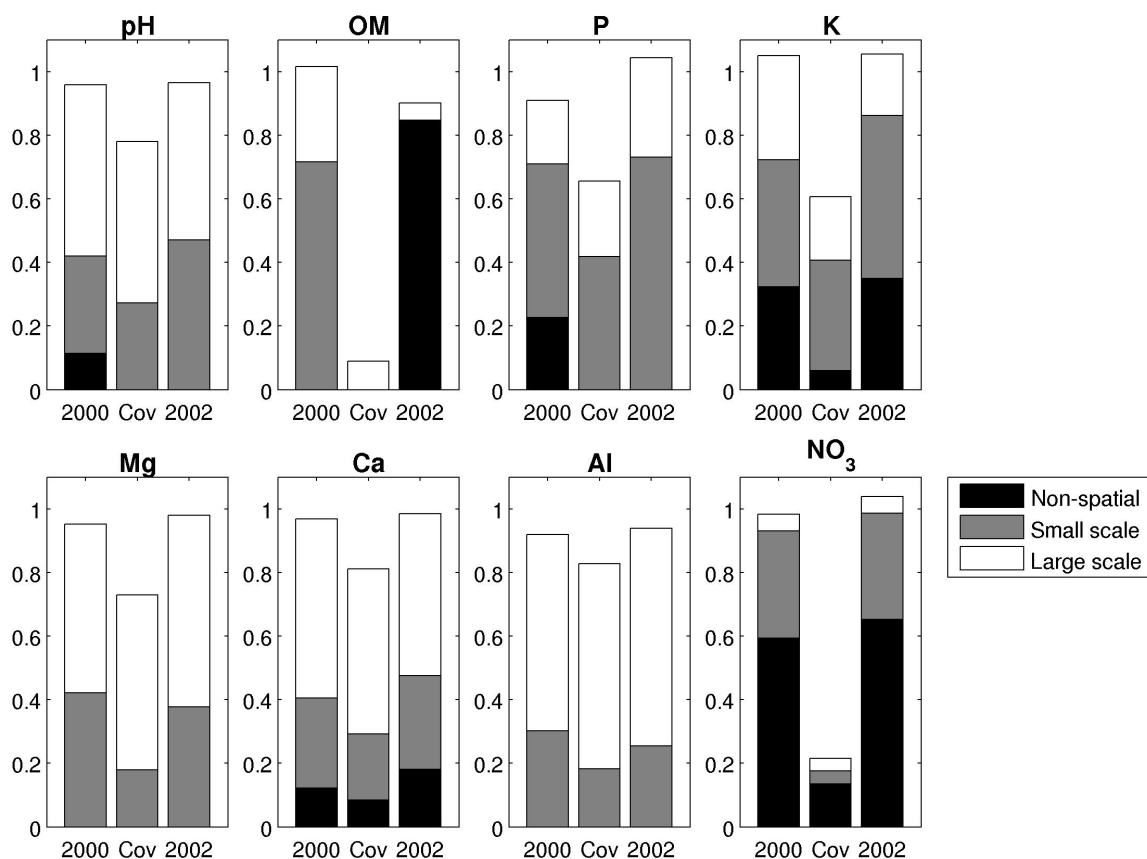 pH OM P K
1 1 1 1
0.8 0.8 0.8 0.8
0.6 0.6 0.6 0.6
0.4 0.4 0.4 0.4
0.2 0.2 0.2 0.2
0 0 0 0
2000 Cov 2002 2000 Cov 2002 2000 Cov 2002 2000 Cov 2002
Mg Ca Al NO3
1 1 1 1
0.8 0.8 0.8 0.8
0.6 0.6 0.6 0.6
0.4 0.4 0.4 0.4
0.2 0.2 0.2 0.2
0 0 0 0
2000 Cov 2002 2000 Cov 2002 2000 Cov 2002 2000 Cov 2002
Non-spatial
Small scale
Large scale